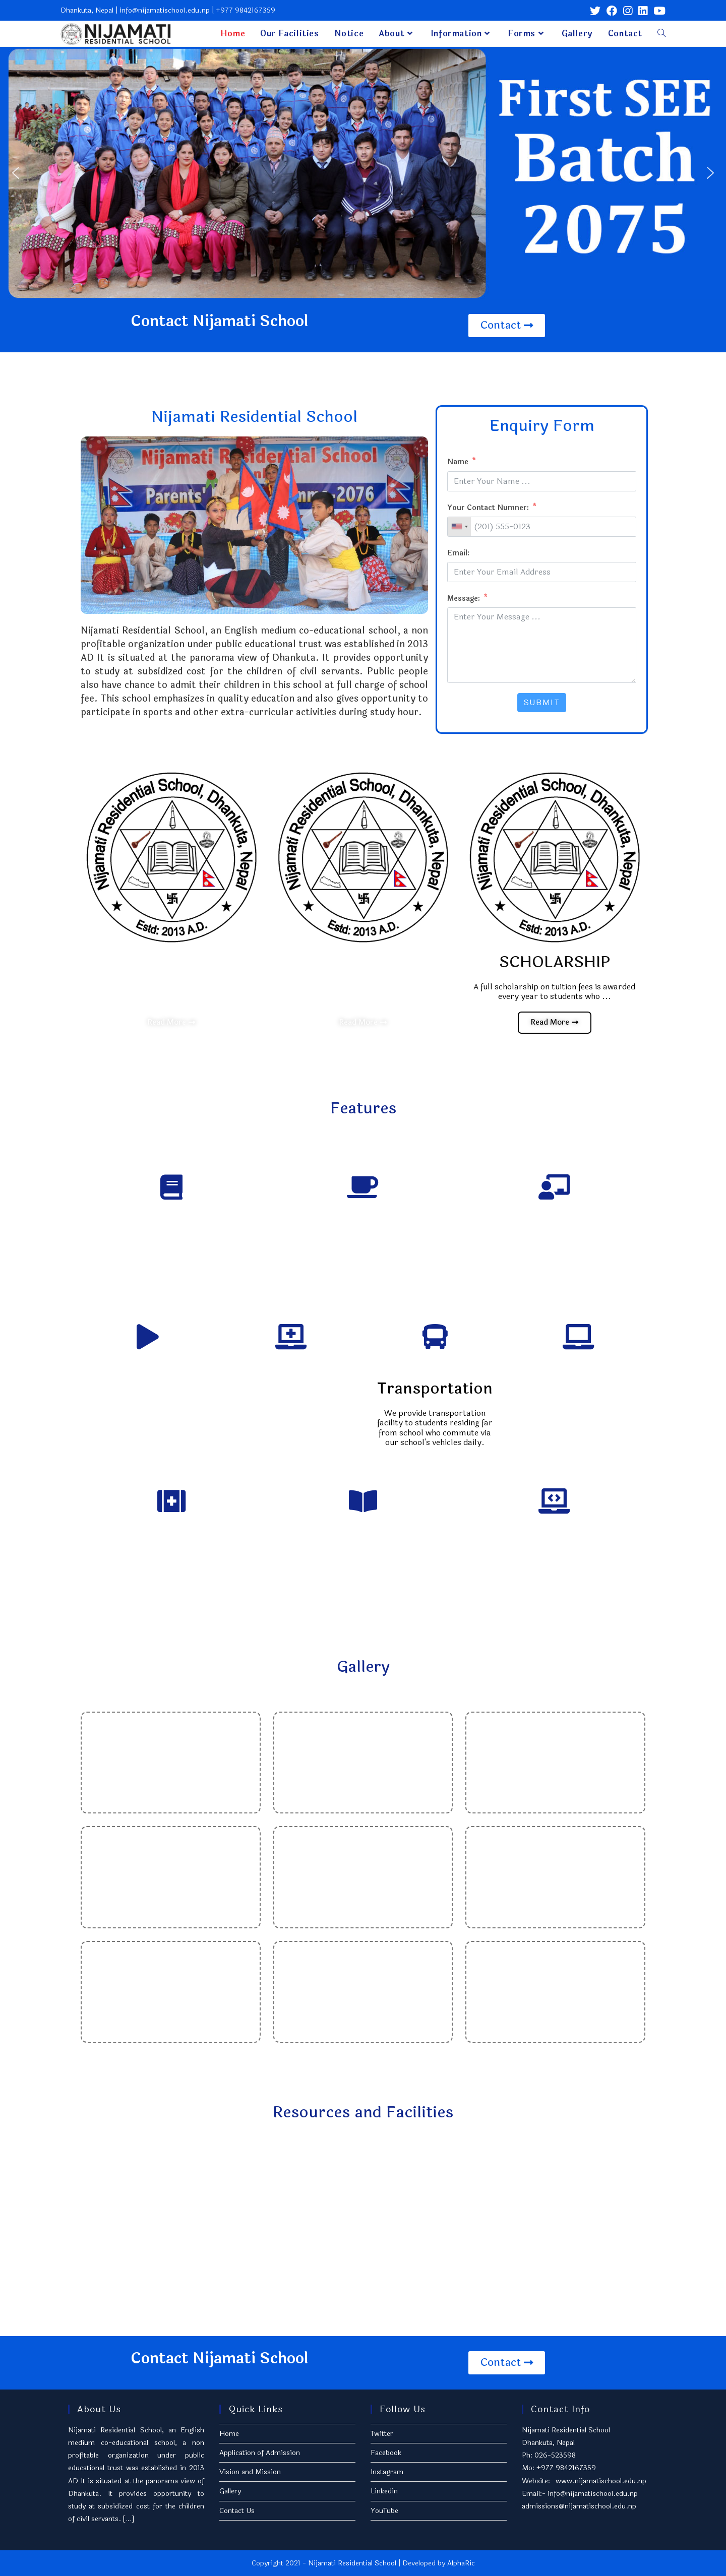 Dhankuta, Nepal | info@nijamatischool.edu.np | +977 9842167359
NIJAMATI
RESIDENTIAL SCHOOL
Home Our Facilities Notice About Information Forms Gallery Contact
First SEE
Batch
2075
Contact Nijamati School
Contact
Nijamati Residential School
Nijamati Residential School, an English medium co-educational school, a non
profitable organization under public educational trust was established in 2013
AD It is situated at the panorama view of Dhankuta. It provides opportunity
to study at subsidized cost for the children of civil servants. Public people
also have chance to admit their children in this school at full charge of school
fee. This school emphasizes in quality education and also gives opportunity to
participate in sports and other extra-curricular activities during study hour.
Enquiry Form
Name *
Enter Your Name ...
Your Contact Numner: *
(201) 555-0123
Email:
Enter Your Email Address
Message: *
Enter Your Message ...
SUBMIT
Nijamati Residential School, Dhankuta, Nepal
Estd: 2013 A.D.
Nijamati Residential School, Dhankuta, Nepal
Estd: 2013 A.D.
Nijamati Residential School, Dhankuta, Nepal
Estd: 2013 A.D.
Read More
Read More
SCHOLARSHIP
A full scholarship on tuition fees is awarded
every year to students who ...
Read More
Features
Transportation
We provide transportation
facility to students residing far
from school who commute via
our school's vehicles daily.
Gallery
Resources and Facilities
Contact Nijamati School
Contact
About Us
Nijamati Residential School, an English
medium co-educational school, a non
profitable organization under public
educational trust was established in 2013
AD It is situated at the panorama view of
Dhankuta. It provides opportunity to
study at subsidized cost for the children
of civil servants. [...]
Quick Links
Home
Application of Admission
Vision and Mission
Gallery
Contact Us
Follow Us
Twitter
Facebook
Instagram
Linkedin
YouTube
Contact Info
Nijamati Residential School
Dhankuta, Nepal
Ph: 026-523598
Mo: +977 9842167359
Website:- www.nijamatischool.edu.np
Email:- info@nijamatischool.edu.np
admissions@nijamatischool.edu.np
Copyright 2021 - Nijamati Residential School | Developed by AlphaRic